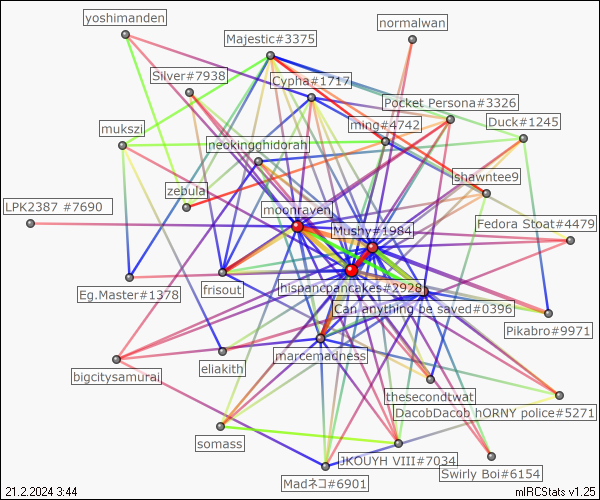 yoshimanden
normalwan
Majestic#3375
Silver#7938
Cypha#1717
Pocket Persona#3326
ming#4742
Duck#1245
mukszi
neokingghidorah
shawntee9
zebulal
LPK2387 #7690
moonraven
Mushy#1984
Fedora Stoat#4479
Eg.Master#1378
frisout
hispancpancakes#2928
Can anything be saved#0396
Pikabro#9971
marcemadness
eliakith
bigcitysamurai
thesecondtwat
DacobDacob hORNY police#5271
somass
JKOUYH VIII#7034
Swirly Boi#6154
Madネコ#6901
21.2.2024 3:44
mIRCStats v1.25